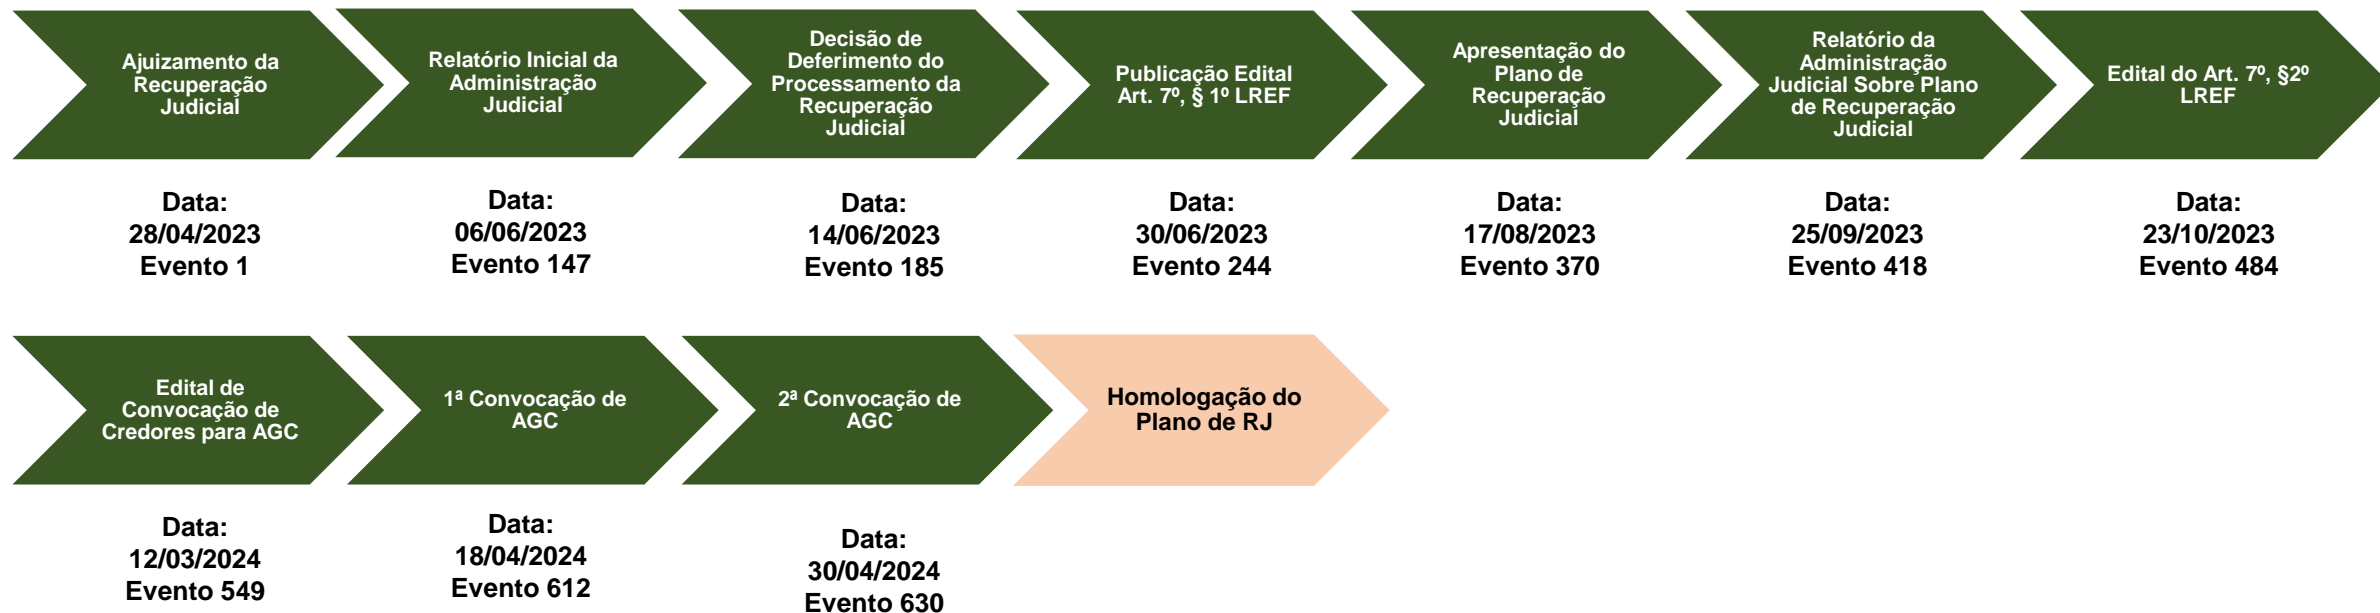 Ajuizamento da
Recuperação
Judicial
Data:
28/04/2023
Evento 1
Relatório Inicial da
Administração
Judicial
Data:
06/06/2023
Evento 147
Decisão de
Deferimento do
Processamento da
Recuperação
Judicial
Data:
14/06/2023
Evento 185
Publicação Edital
Art. 7º, § 1º LREF
Data:
30/06/2023
Evento 244
Apresentação do
Plano de
Recuperação
Judicial
Data:
17/08/2023
Evento 370
Relatório da
Administração
Judicial Sobre Plano
de Recuperação
Judicial
Data:
25/09/2023
Evento 418
Edital do Art. 7º, §2º
LREF
Data:
23/10/2023
Evento 484
Edital de
Convocação de
Credores para AGC
Data:
12/03/2024
Evento 549
1ª Convocação de
AGC
Data:
18/04/2024
Evento 612
2ª Convocação de
AGC
Data:
30/04/2024
Evento 630
Homologação do
Plano de RJ